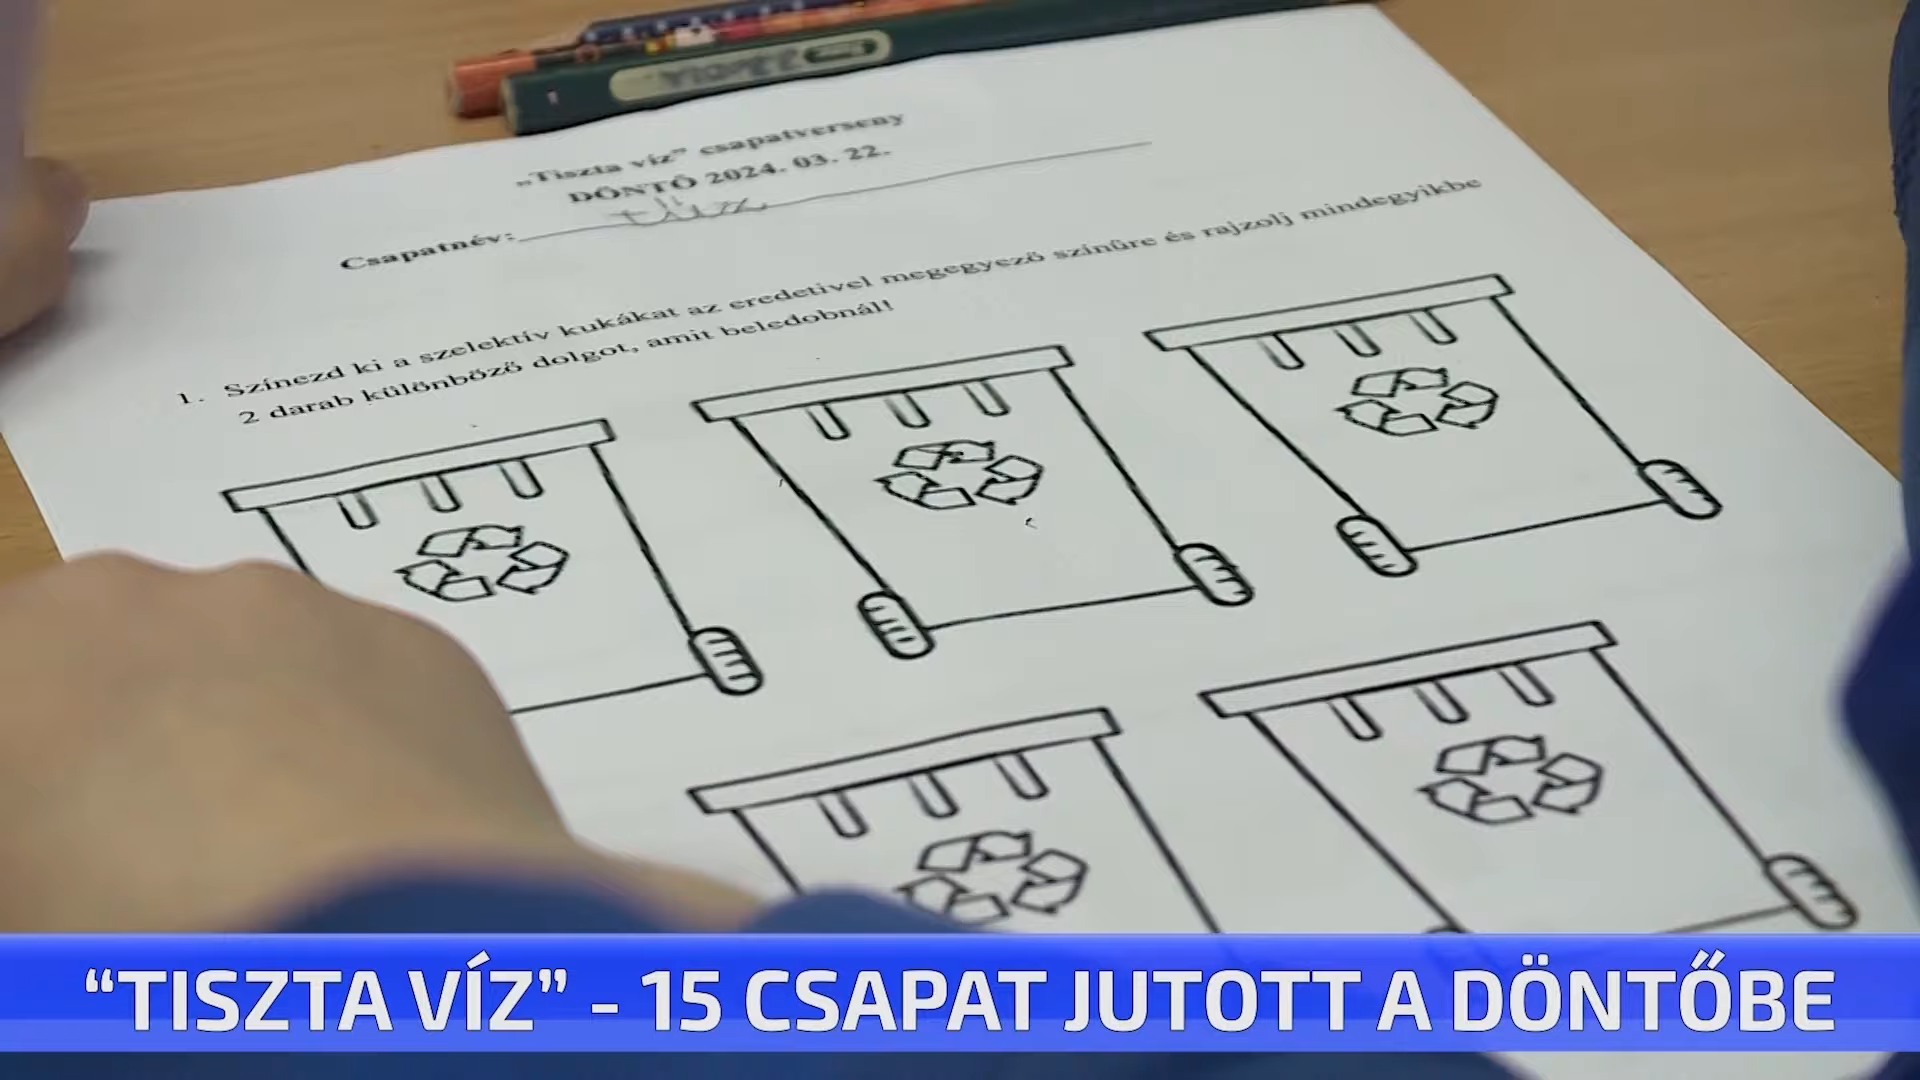 „Tiszta víz” csapatverseny
DÖNTŐ 2024. 03. 22.
Csapatnév:
1. Színezd ki a szelektív kukákat az eredetivel megegyező színűre és rajzolj mindegyikbe
2 darab különböző dolgot, amit beledobnál!
“TISZTA VÍZ” - 15 CSAPAT JUTOTT A DÖNTŐBE